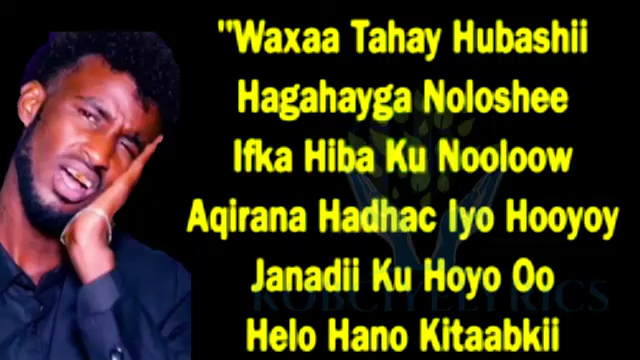 "Waxaa Tahay Hubashii
Hagahayga Noloshee
Ifka Hiba Ku Nooloow
Aqirana Hadhac Iyo Hooyoy
Janadii Ku Hoyo Oo
Helo Hano Kitaabkii
ROBCIYELYRICS